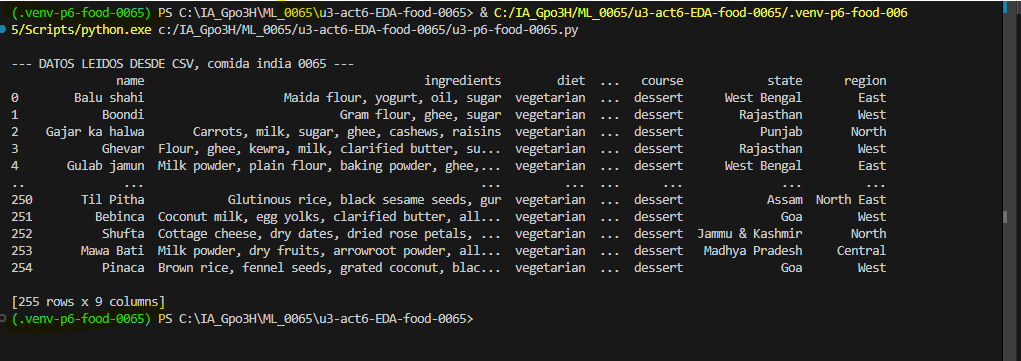 (.venv-p6-food-0065) PS C:\IA_Gpo3H\ML_0065\u3-act6-EDA-food-0065> & C:/IA_Gpo3H/ML_0065/u3-act6-EDA-food-0065/.venv-p6-food-006
5/Scripts/python.exe c:/IA_Gpo3H/ML_0065/u3-act6-EDA-food-0065/u3-p6-food-0065.py
--- DATOS LEIDOS DESDE CSV, comida india 0065 ---
name ingredients diet ... course state region
0 Balu shahi Maida flour, yogurt, oil, sugar vegetarian ... dessert West Bengal East
1 Boondi Gram flour, ghee, sugar vegetarian ... dessert Rajasthan West
2 Gajar ka halwa Carrots, milk, sugar, ghee, cashews, raisins vegetarian ... dessert Punjab North
3 Ghevar Flour, ghee, kewra, milk, clarified butter, su... vegetarian ... dessert Rajasthan West
4 Gulab jamun Milk powder, plain flour, baking powder, ghee,... vegetarian ... dessert West Bengal East
.. ... ... ... ... ... ... ...
250 Til Pitha Glutinous rice, black sesame seeds, gur vegetarian ... dessert Assam North East
251 Bebinca Coconut milk, egg yolks, clarified butter, all... vegetarian ... dessert Goa West
252 Shufta Cottage cheese, dry dates, dried rose petals, ... vegetarian ... dessert Jammu & Kashmir North
253 Mawa Bati Milk powder, dry fruits, arrowroot powder, all... vegetarian ... dessert Madhya Pradesh Central
254 Pinaca Brown rice, fennel seeds, grated coconut, blac... vegetarian ... dessert Goa West
[255 rows x 9 columns]
(.venv-p6-food-0065) PS C:\IA_Gpo3H\ML_0065\u3-act6-EDA-food-0065>